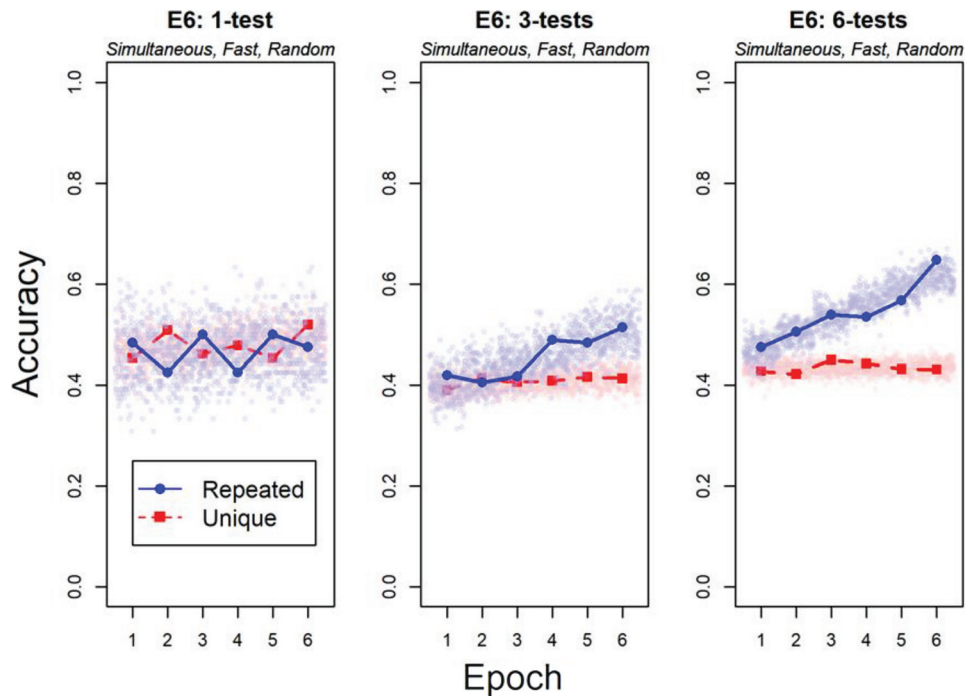 E6: 1-test
Simultaneous, Fast, Random
E6: 3-tests
Simultaneous, Fast, Random
E6: 6-tests
Simultaneous, Fast, Random
Accuracy
1.0
0.8
0.6
0.4
0.2
0.0
Repeated
Unique
1 2 3 4 5 6
1.0
0.8
0.6
0.4
0.2
0.0
1 2 3 4 5 6
1.0
0.8
0.6
0.4
0.2
0.0
1 2 3 4 5 6
Epoch